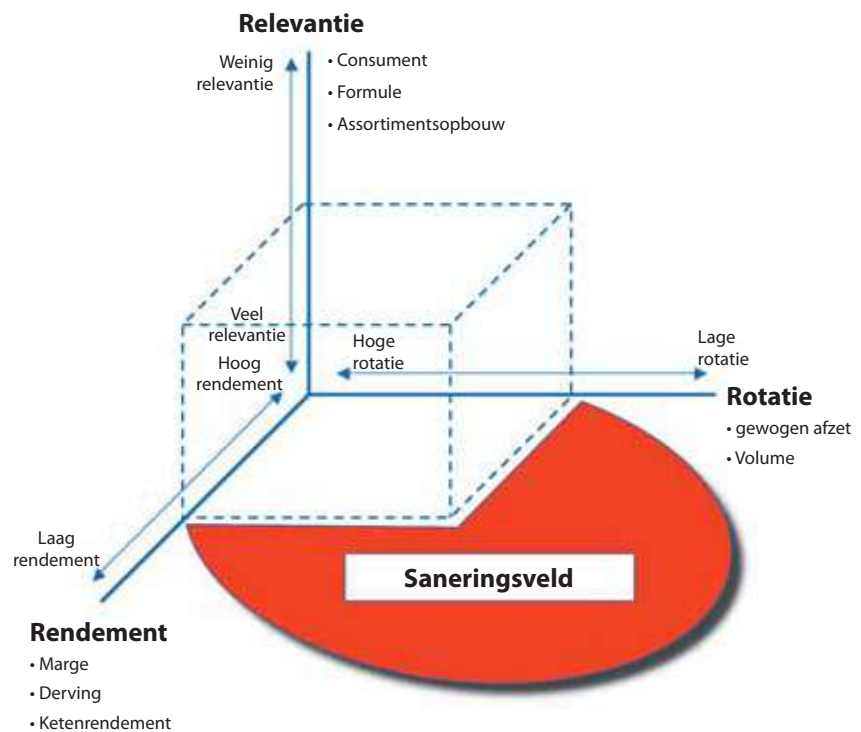 Relevantie
Weinig
relevantie
• Consument
• Formule
• Assortimentsopbouw
Veel
relevantie
Hoog
rendement
Hoge
rotatie
Lage
rotatie
Rotatie
• gewogen afzet
• Volume
Laag
rendement
Saneringsveld
Rendement
• Marge
• Derving
• Ketenrendement